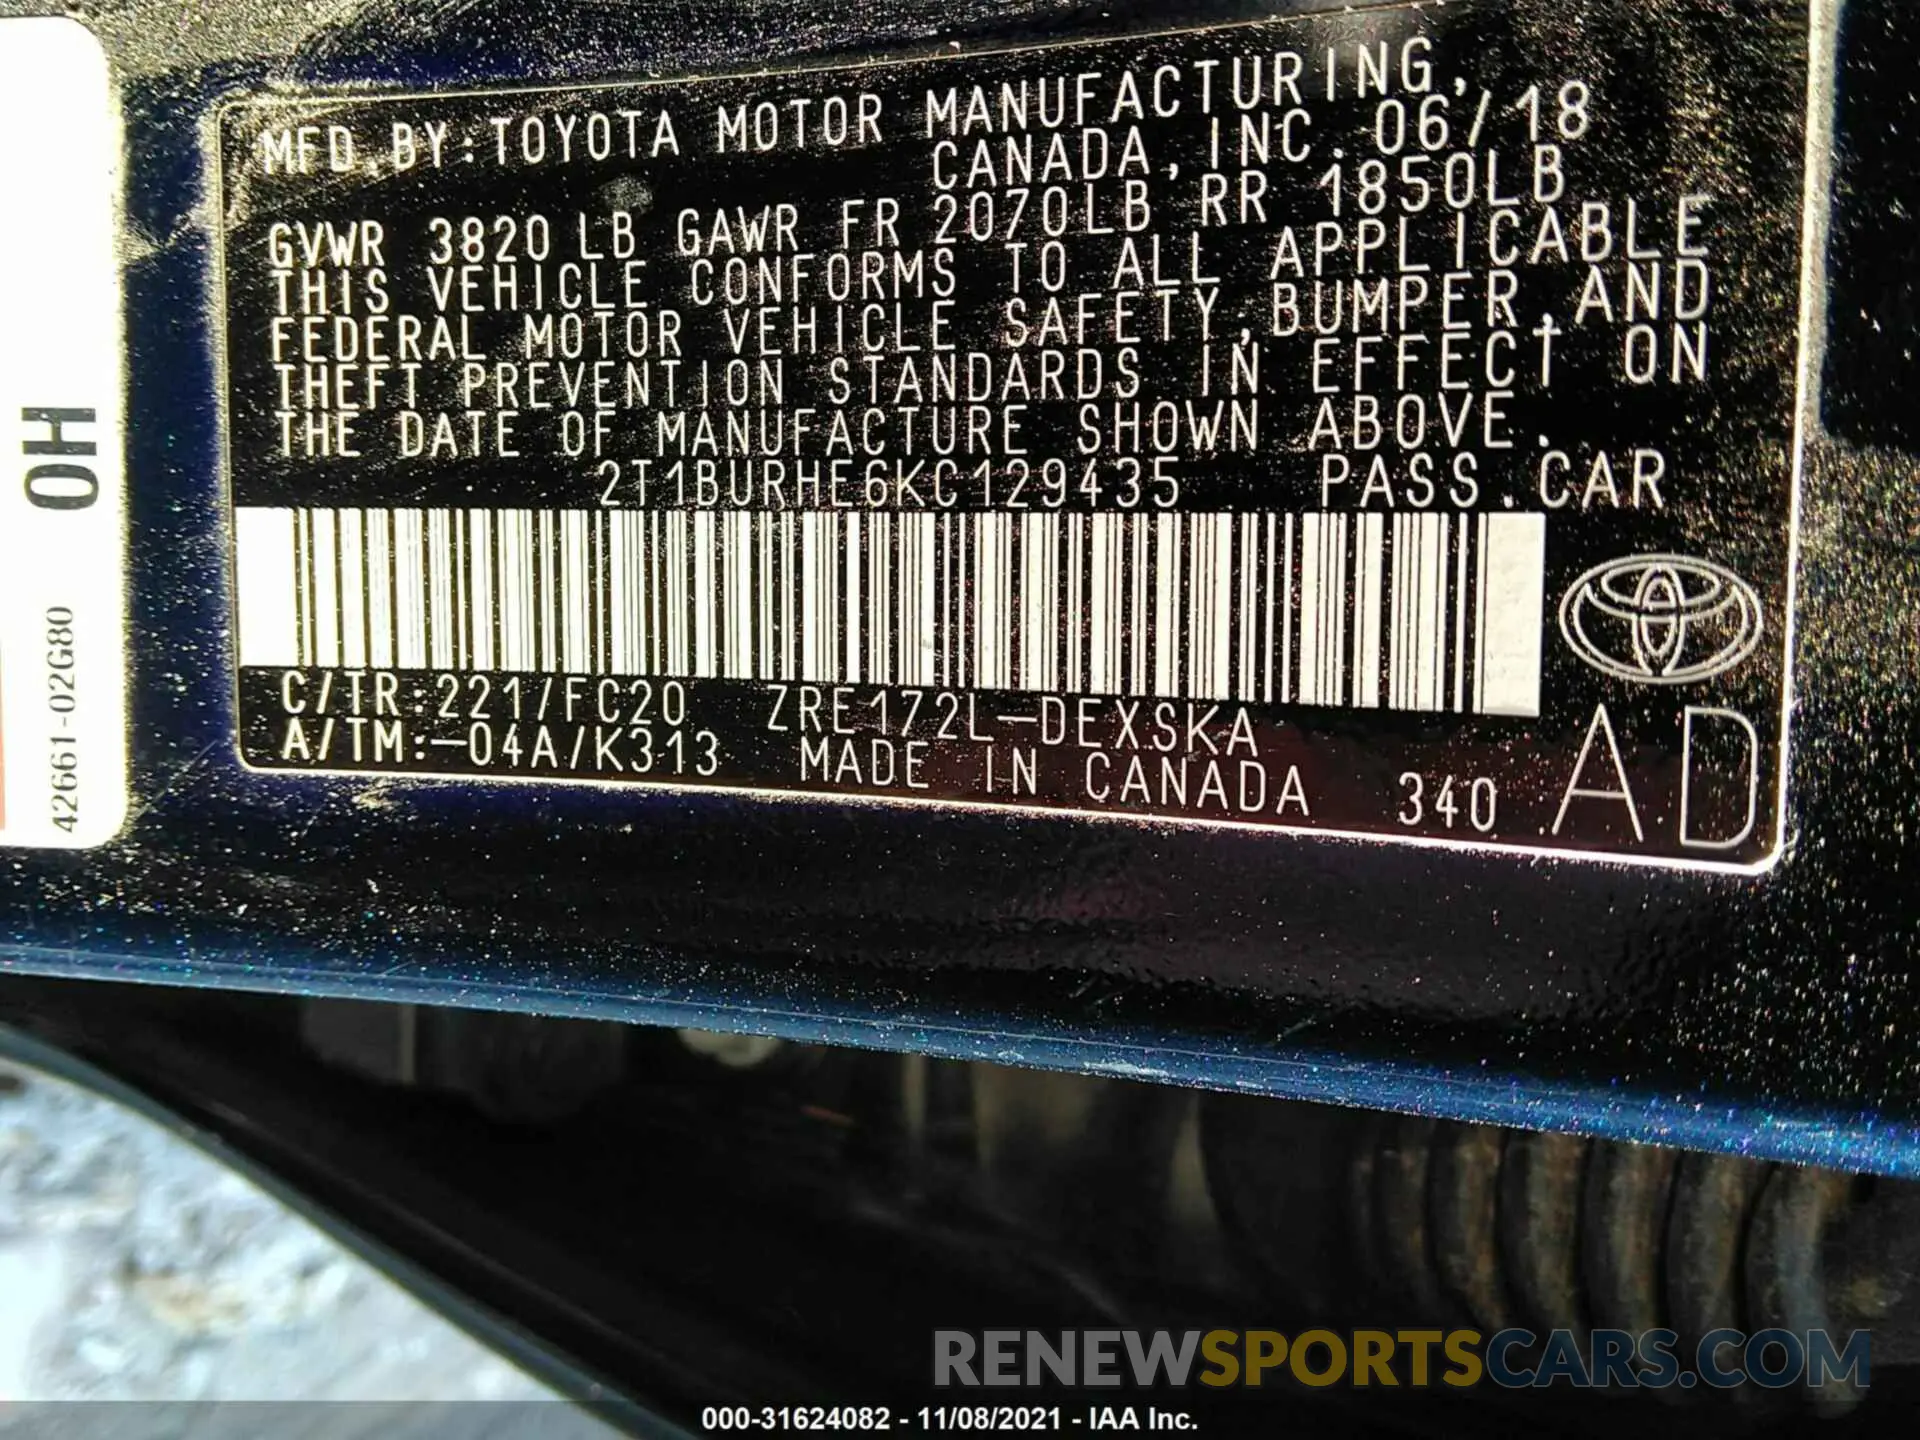 MFD. BY: TOYOTA MOTOR MANUFACTURING,
CANADA, INC. 06/18
GVWR 3820 LB GAWR FR 2070LB RR 1850LB
THIS VEHICLE CONFORMS TO ALL APPLICABLE
FEDERAL MOTOR VEHICLE SAFETY, BUMPER, AND
THEFT PREVENTION STANDARDS IN EFFECT ON
THE DATE OF MANUFACTURE SHOWN ABOVE.
2T1BURHE6KC129435 PASS. CAR
C/TR: 221/FC20 ZRE172L-DEXSKA
A/TM: -04A/K313 MADE IN CANADA 340 AD
0H
42661-02G80
RENEWSPORTSCARS.COM
000-31624082 - 11/08/2021 - IAA Inc.